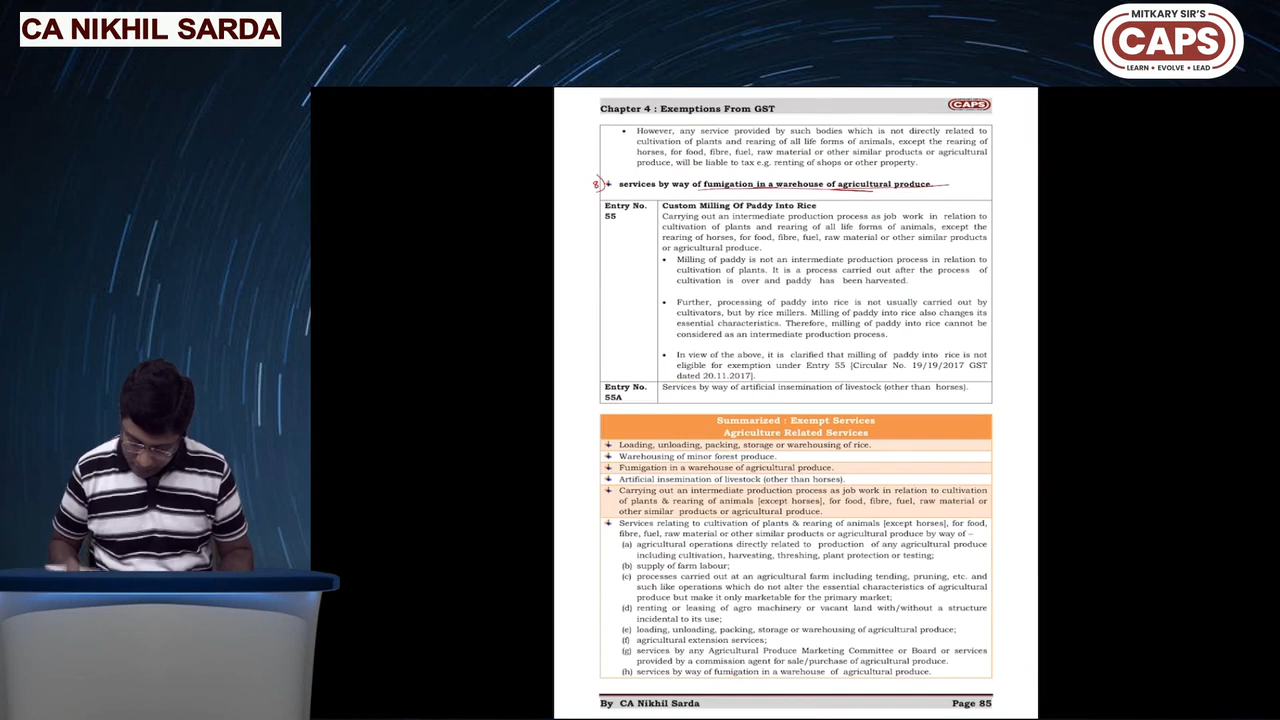 CA NIKHIL SARDA
MITKARY SIR'S
CAPS
LEARN • EVOLVE • LEAD
Chapter 4 : Exemptions From GST
CAPS
• However, any service provided by such bodies which is not directly related to
cultivation of plants and rearing of all life forms of animals, except the rearing of
horses, for food, fibre, fuel, raw material or other similar products or agricultural
produce, will be liable to tax e.g. renting of shops or other property.
8) services by way of fumigation in a warehouse of agricultural produce.
Entry No.
55
Custom Milling Of Paddy Into Rice
Carrying out an intermediate production process as job work in relation to
cultivation of plants and rearing of all life forms of animals, except the
rearing of horses, for food, fibre, fuel, raw material or other similar products
or agricultural produce.
• Milling of paddy is not an intermediate production process in relation to
cultivation of plants. It is a process carried out after the process of
cultivation is over and paddy has been harvested.
• Further, processing of paddy into rice is not usually carried out by
cultivators, but by rice millers. Milling of paddy into rice also changes its
essential characteristics. Therefore, milling of paddy into rice cannot be
considered as an intermediate production process.
• In view of the above, it is clarified that milling of paddy into rice is not
eligible for exemption under Entry 55 [Circular No. 19/19/2017 GST
dated 20.11.2017].
Entry No.
55A
Services by way of artificial insemination of livestock (other than horses).
Summarized : Exempt Services
Agriculture Related Services
Loading, unloading, packing, storage or warehousing of rice.
Warehousing of minor forest produce.
Fumigation in a warehouse of agricultural produce.
Artificial insemination of livestock (other than horses).
Carrying out an intermediate production process as job work in relation to cultivation
of plants & rearing of animals [except horses], for food, fibre, fuel, raw material or
other similar products or agricultural produce.
Services relating to cultivation of plants & rearing of animals [except horses], for food,
fibre, fuel, raw material or other similar products or agricultural produce by way of –
(a) agricultural operations directly related to production of any agricultural produce
including cultivation, harvesting, threshing, plant protection or testing;
(b) supply of farm labour;
(c) processes carried out at an agricultural farm including tending, pruning, etc. and
such like operations which do not alter the essential characteristics of agricultural
produce but make it only marketable for the primary market;
(d) renting or leasing of agro machinery or vacant land with/without a structure
incidental to its use;
(e) loading, unloading, packing, storage or warehousing of agricultural produce;
(f) agricultural extension services;
(g) services by any Agricultural Produce Marketing Committee or Board or services
provided by a commission agent for sale/purchase of agricultural produce.
(h) services by way of fumigation in a warehouse of agricultural produce.
By CA Nikhil Sarda
Page 85